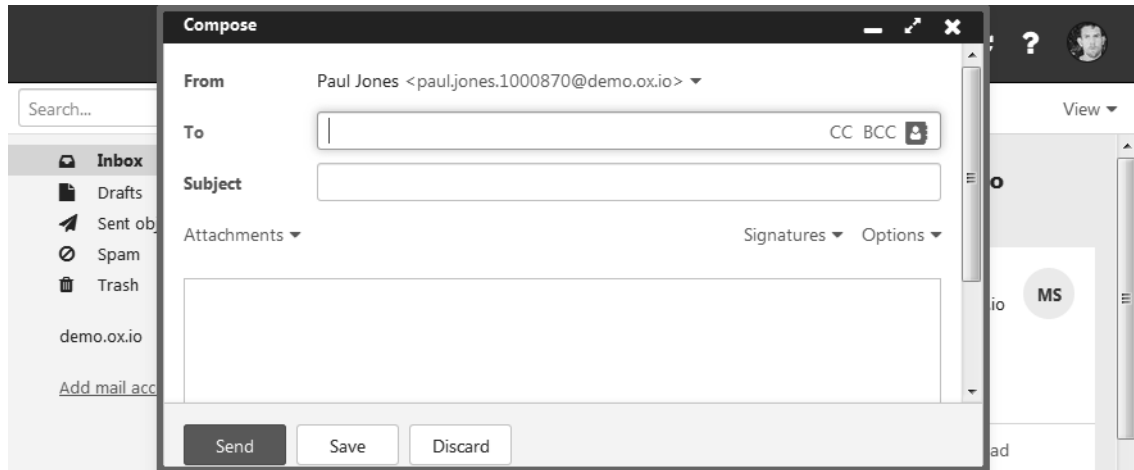 Compose
?
From Paul Jones <paul.jones.1000870@demo.ox.io>
Search...
View
To CC BCC
Inbox
Subject
Drafts
Sent obj
Attachments Signatures Options
Spam
Trash
MS
.io
demo.ox.io
Add mail acc
Send Save Discard
ad